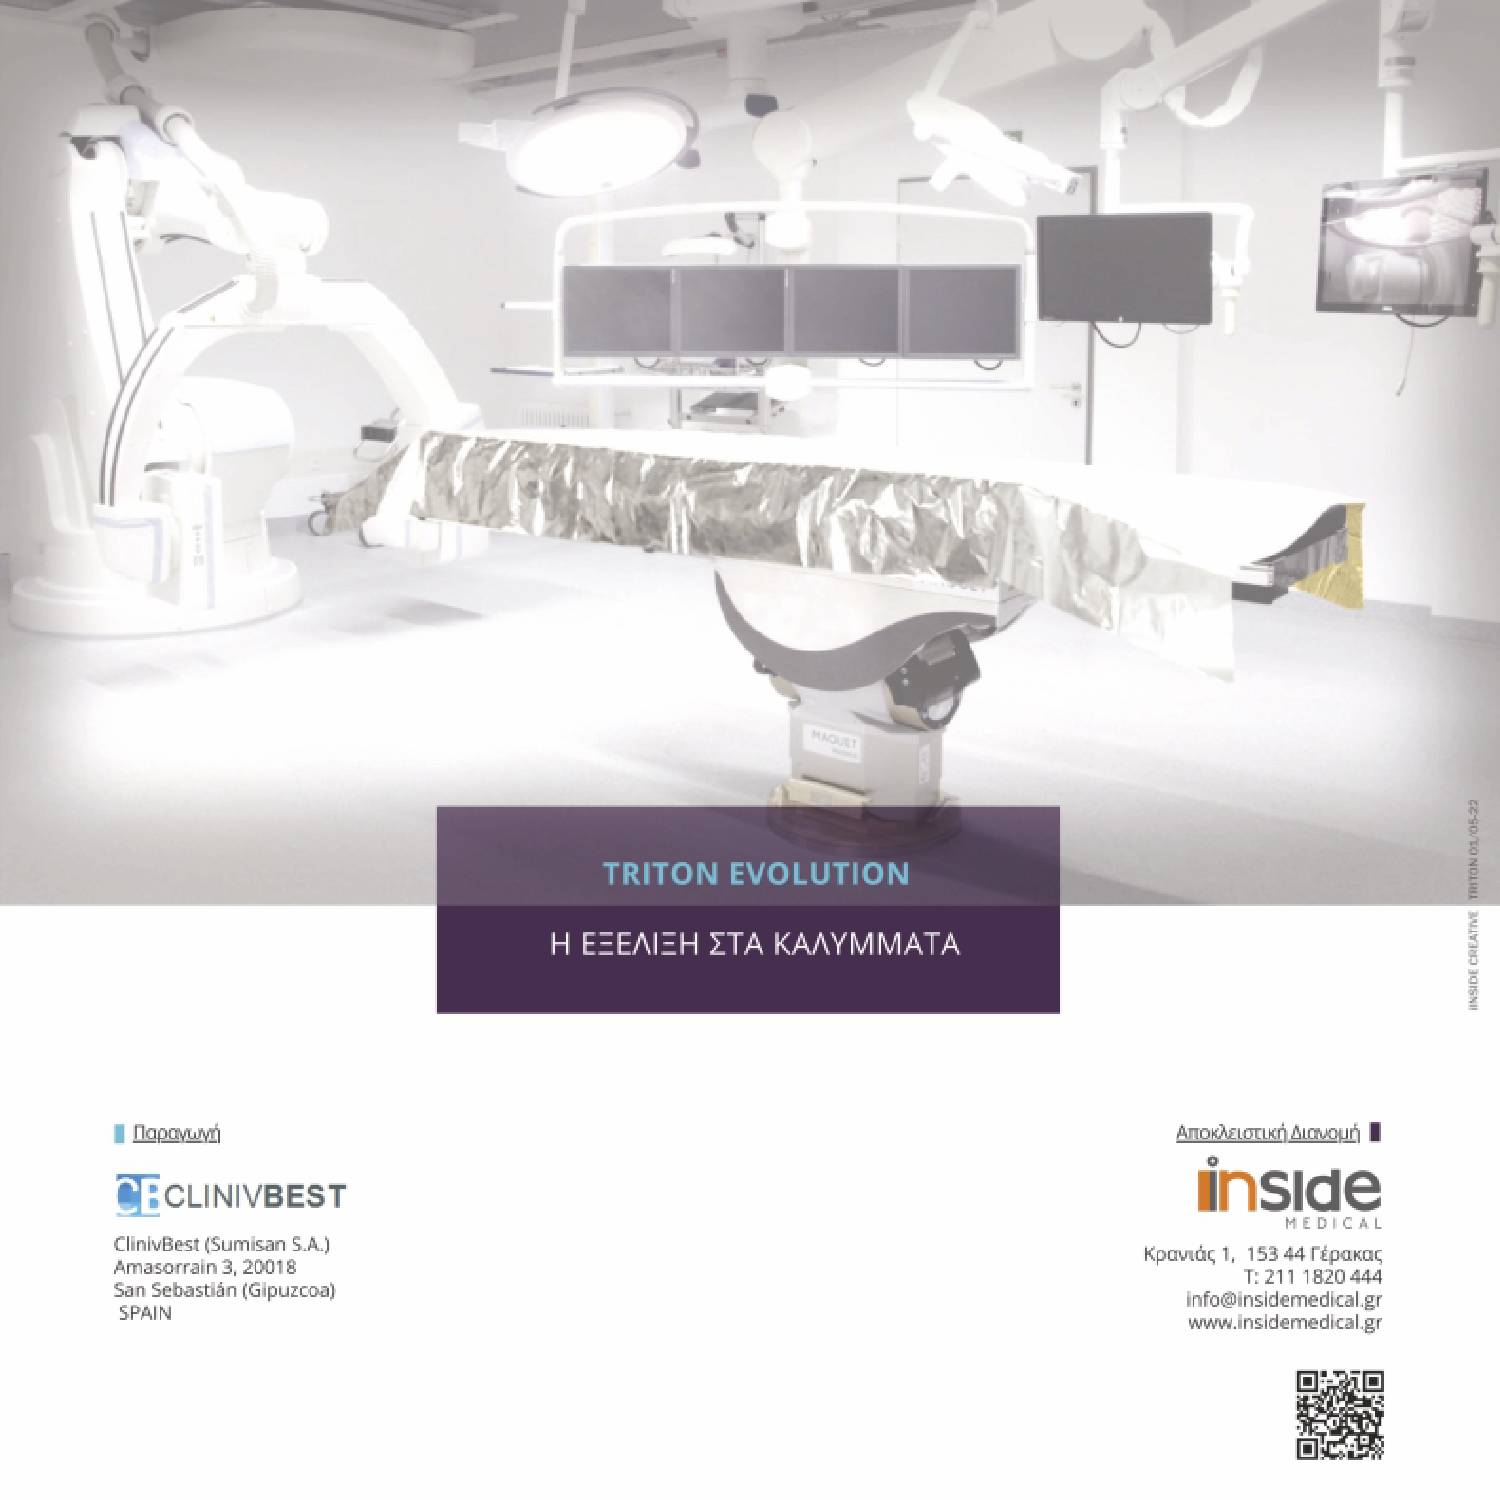 MAQUET
TRITON EVOLUTION
Η ΕΞΕΛΙΞΗ ΣΤΑ ΚΑΛΥΜΜΑΤΑ
iINSIDE CREATIVE TRITON 01/05-22
Παραγωγή
CB CLINIVBEST
ClinivBest (Sumisan S.A.)
Amasorrain 3, 20018
San Sebastián (Gipuzcoa)
SPAIN
Αποκλειστική Διανομή
iinside
MEDICAL
Κρανιάς 1, 153 44 Γέρακας
Τ: 211 1820 444
info@insidemedical.gr
www.insidemedical.gr